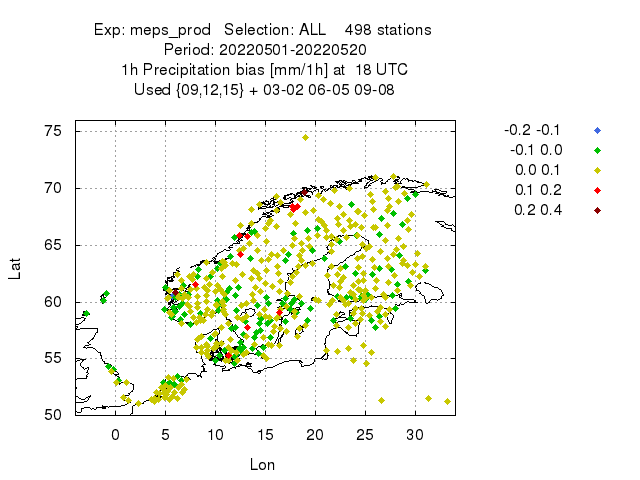 Exp: meps_prod   Selection: ALL    498 stations
Period: 20220501-20220520
1h Precipitation bias [mm/1h] at  18 UTC
Used {09,12,15} + 03-02 06-05 09-08
-0.2 -0.1
-0.1 0.0
0.0 0.1
0.1 0.2
0.2 0.4
75
70
65
60
55
50
Lat
0 5 10 15 20 25 30
Lon